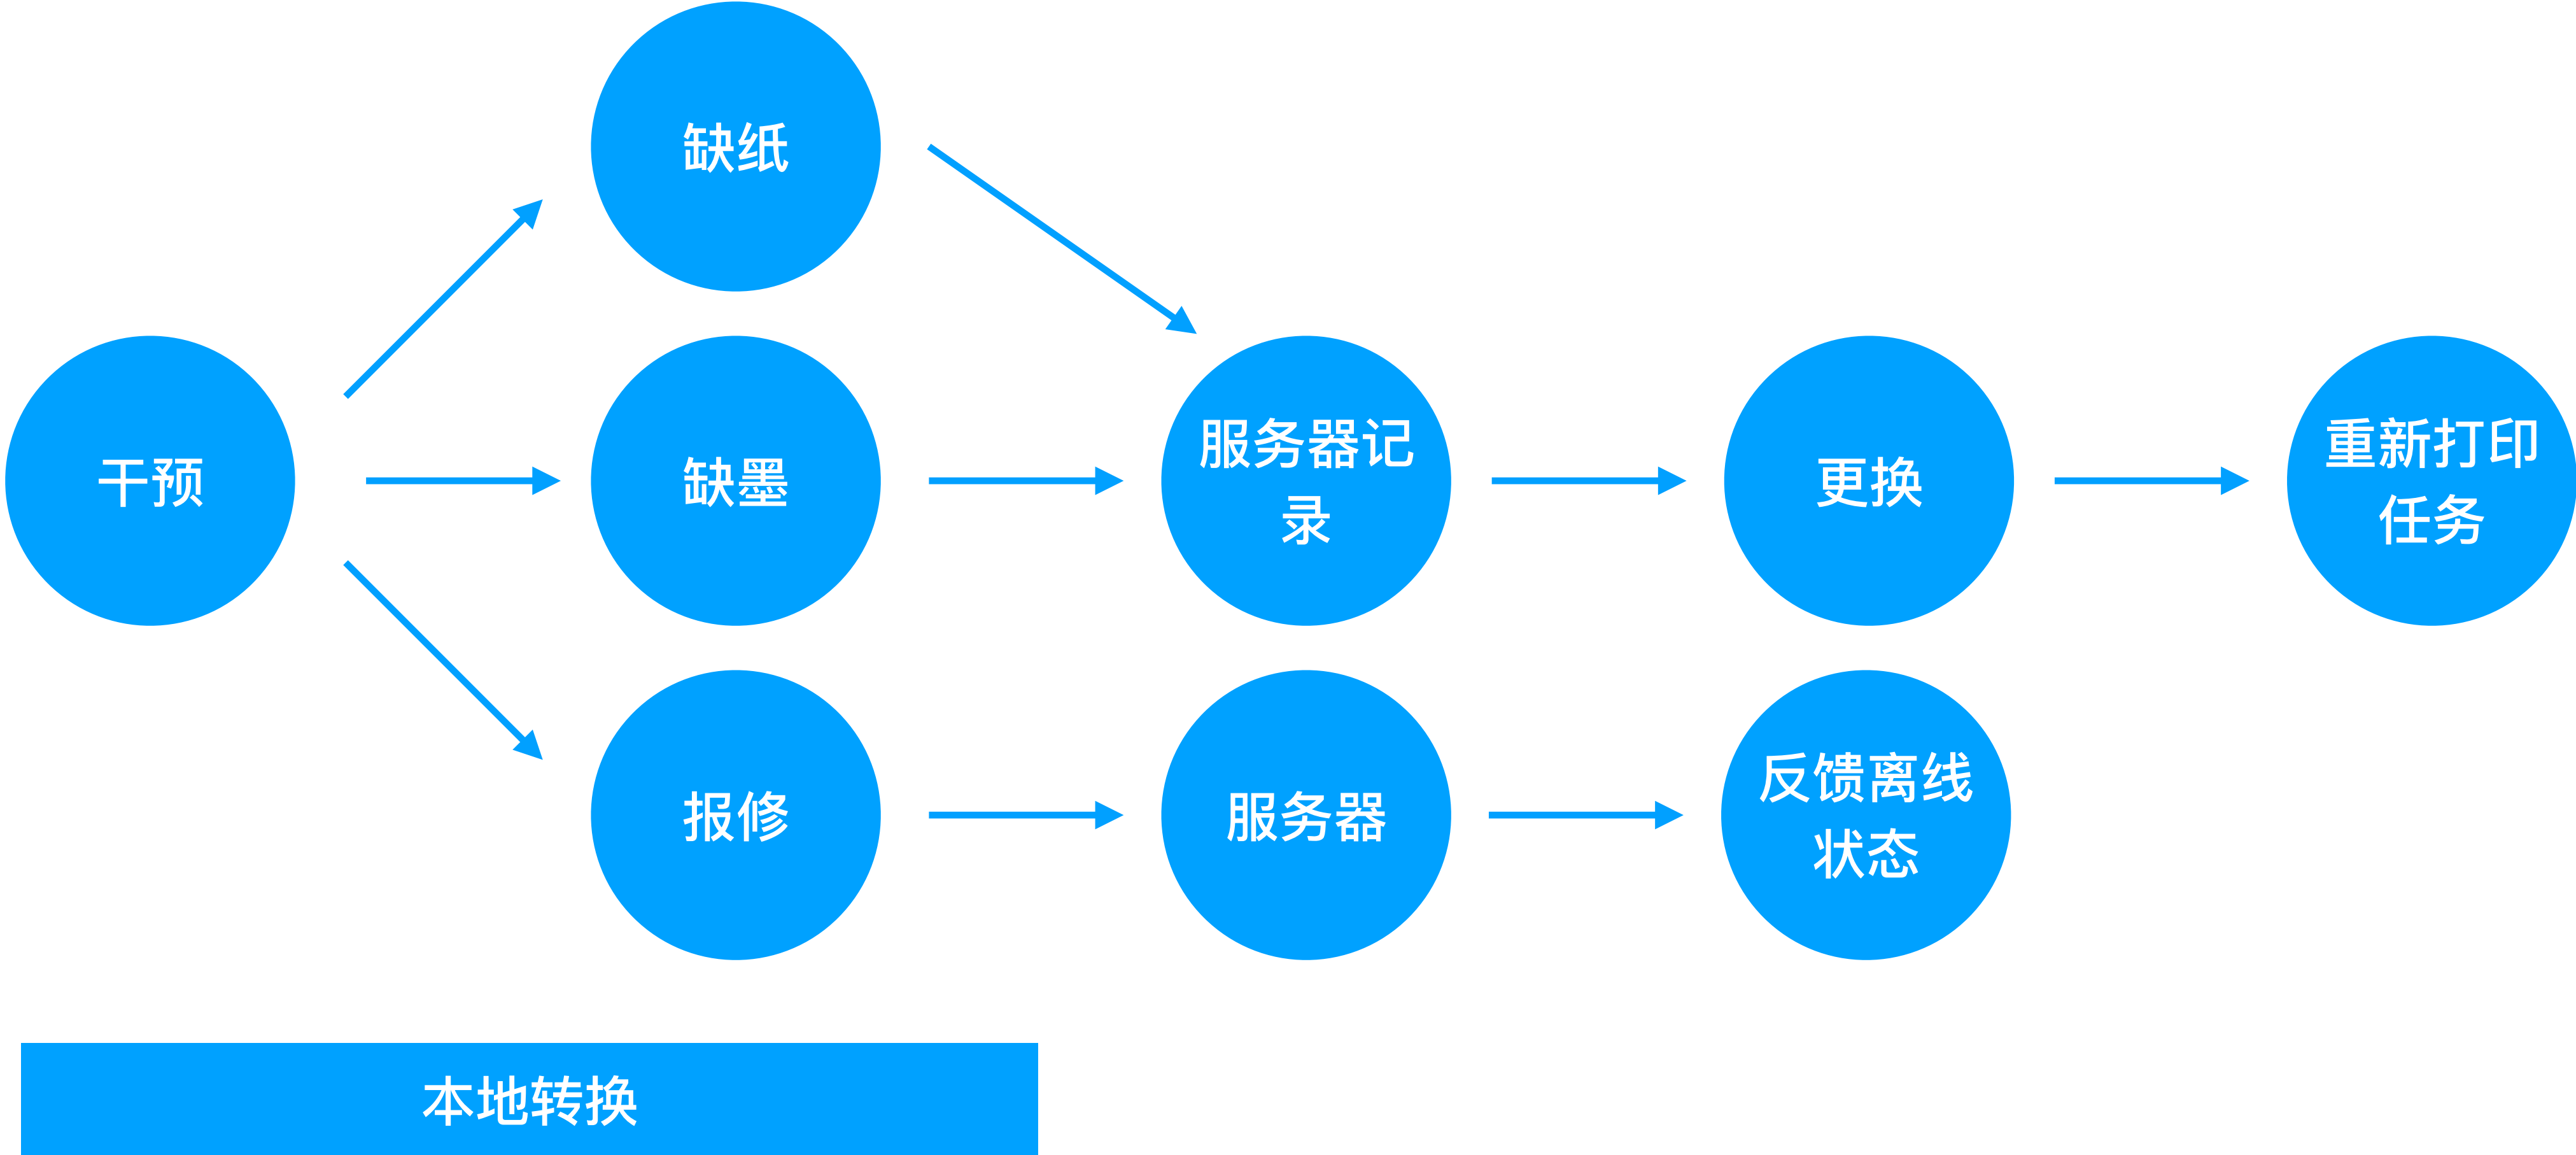 缺纸
干预
缺墨
服务器记
录
更换
重新打印
任务
报修
服务器
反馈离线
状态
本地转换